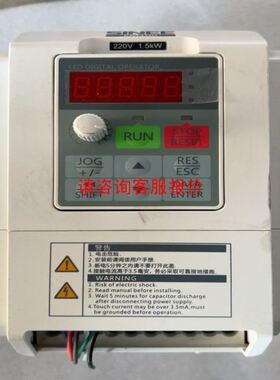 220V 1.5kW
LED DIGITAL OPERATOR
RUN
STOP
RESET
JOG
+/-
RES
ESC
请咨询客服报放
SHIFT
ENTER
警告
1. 电击危险。
2. 安装前请阅读用户手册。
WARNING
1. Risk of electric shock.
2. Read manual before installing.
3. Wait 5 minutes for capacitor discharge
after disconnecting power supply.
4. Touch current may be over 3.5mA, must
be grounded before operation.